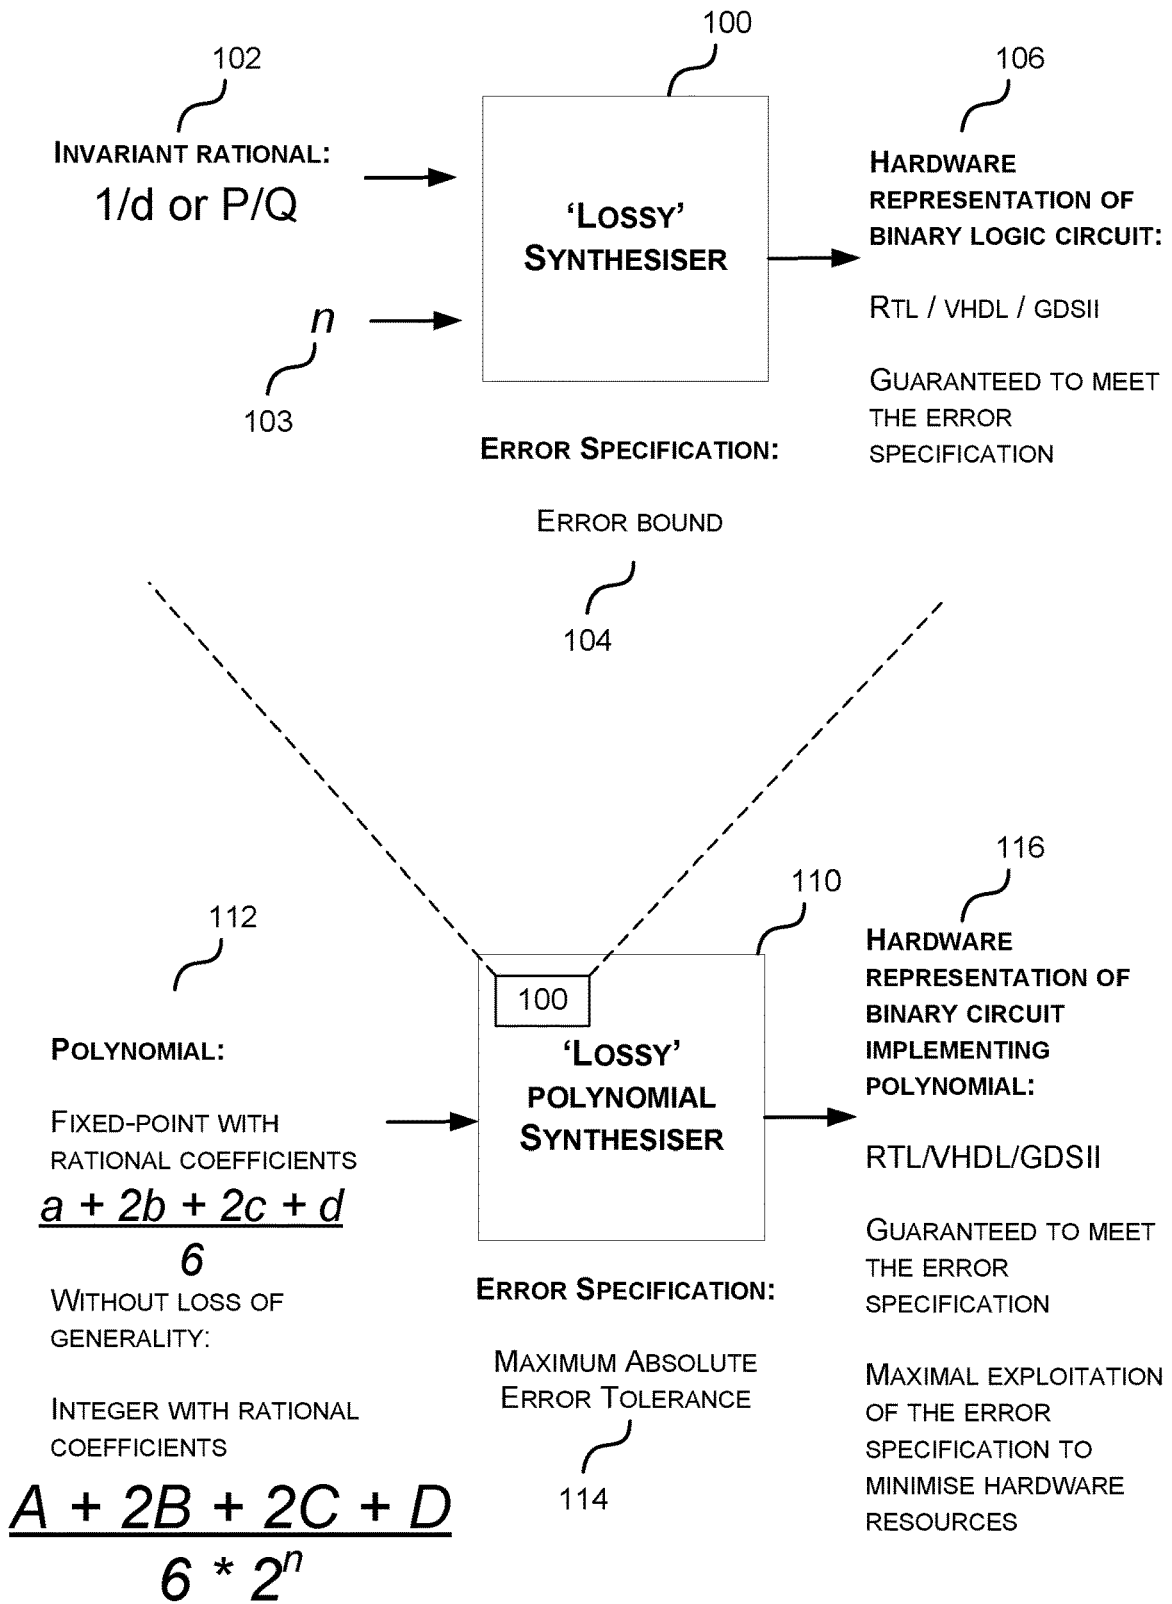 100
102
106
INVARIANT RATIONAL:
1/d or P/Q
n
103
'LOSSY'
SYNTHESISER
HARDWARE
REPRESENTATION OF
BINARY LOGIC CIRCUIT:
RTL / VHDL / GDSII
GUARANTEED TO MEET
THE ERROR
SPECIFICATION
ERROR SPECIFICATION:
ERROR BOUND
104
116
110
112
100
POLYNOMIAL:
FIXED-POINT WITH
RATIONAL COEFFICIENTS
a + 2b + 2c + d
6
WITHOUT LOSS OF
GENERALITY:
INTEGER WITH RATIONAL
COEFFICIENTS
A + 2B + 2C + D
6 * 2^n
'LOSSY'
POLYNOMIAL
SYNTHESISER
ERROR SPECIFICATION:
MAXIMUM ABSOLUTE
ERROR TOLERANCE
114
HARDWARE
REPRESENTATION OF
BINARY CIRCUIT
IMPLEMENTING
POLYNOMIAL:
RTL/VHDL/GDSII
GUARANTEED TO MEET
THE ERROR
SPECIFICATION
MAXIMAL EXPLOITATION
OF THE ERROR
SPECIFICATION TO
MINIMISE HARDWARE
RESOURCES